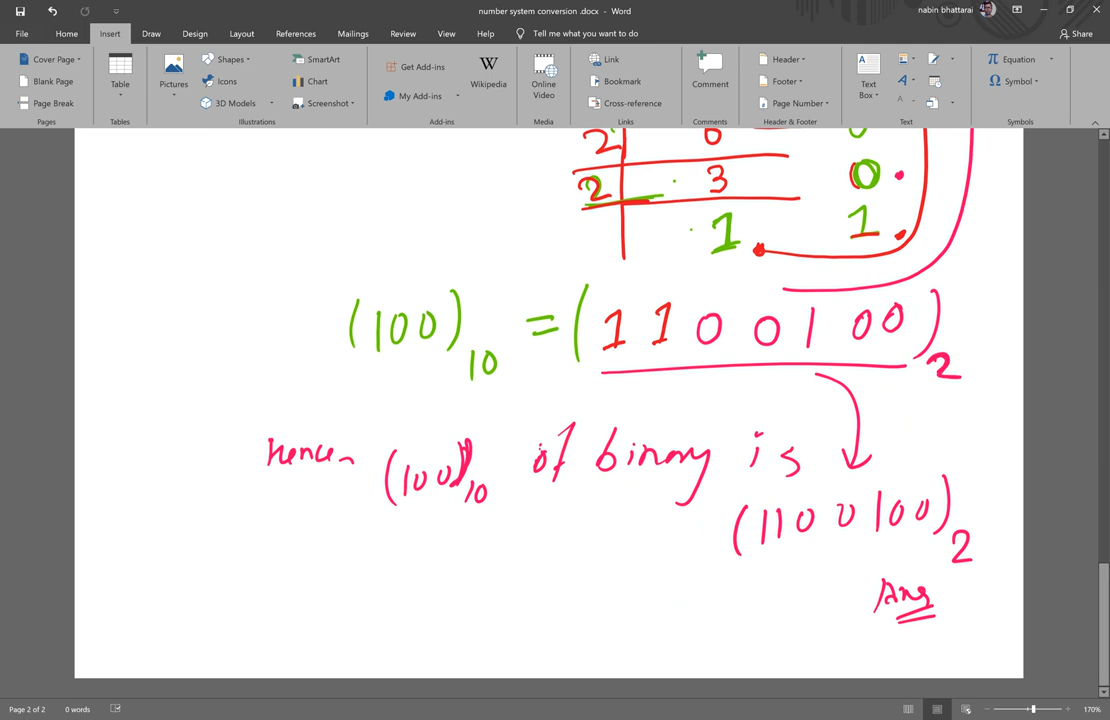 number system conversion .docx - Word
nabin bhattarai
File Home Insert Draw Design Layout References Mailings Review View Help Tell me what you want to do Share
Cover Page
Blank Page
Page Break
Pages
Table
Tables
Pictures
Shapes
Icons
3D Models
SmartArt
Chart
Screenshot
Illustrations
Get Add-ins
My Add-ins
Wikipedia
Add-ins
Online Video
Media
Link
Bookmark
Cross-reference
Links
Comment
Comments
Header
Footer
Page Number
Header & Footer
Text Box
Text
Equation
Symbol
Symbols
2 6 0
2 3 0
1 1
(100)10 = (1100100)2
Hence (100)10 of binary is
(1100100)2
Ans
Page 2 of 2 0 words 170%